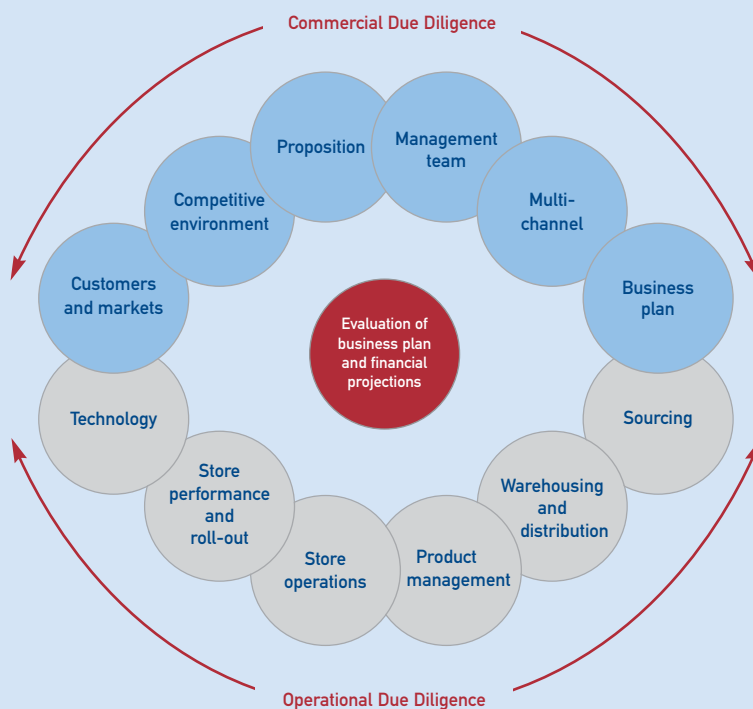 Commercial Due Diligence
Proposition
Management
team
Competitive
environment
Multi-
channel
Customers
and markets
Business
plan
Evaluation of
business plan
and financial
projections
Technology
Sourcing
Store
performance
and
roll-out
Warehousing
and
distribution
Store
operations
Product
management
Operational Due Diligence